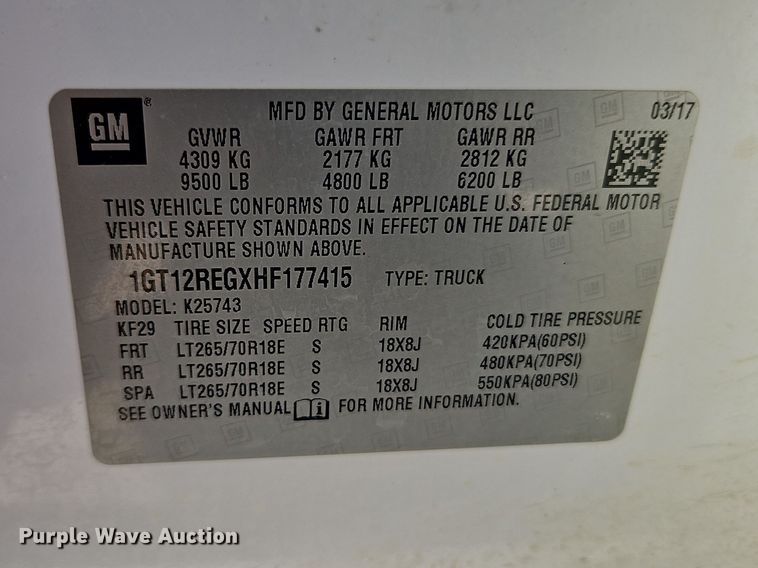 GM ®
MFD BY GENERAL MOTORS LLC 03/17
GVWR GAWR FRT GAWR RR
4309 KG 2177 KG 2812 KG
9500 LB 4800 LB 6200 LB
THIS VEHICLE CONFORMS TO ALL APPLICABLE U.S. FEDERAL MOTOR
VEHICLE SAFETY STANDARDS IN EFFECT ON THE DATE OF
MANUFACTURE SHOWN ABOVE.
1GT12REGXHF177415 TYPE: TRUCK
MODEL: K25743
KF29 TIRE SIZE SPEED RTG RIM COLD TIRE PRESSURE
FRT LT265/70R18E S 18X8J 420KPA(60PSI)
RR LT265/70R18E S 18X8J 480KPA(70PSI)
SPA LT265/70R18E S 18X8J 550KPA(80PSI)
SEE OWNER'S MANUAL FOR MORE INFORMATION.
Purple Wave Auction